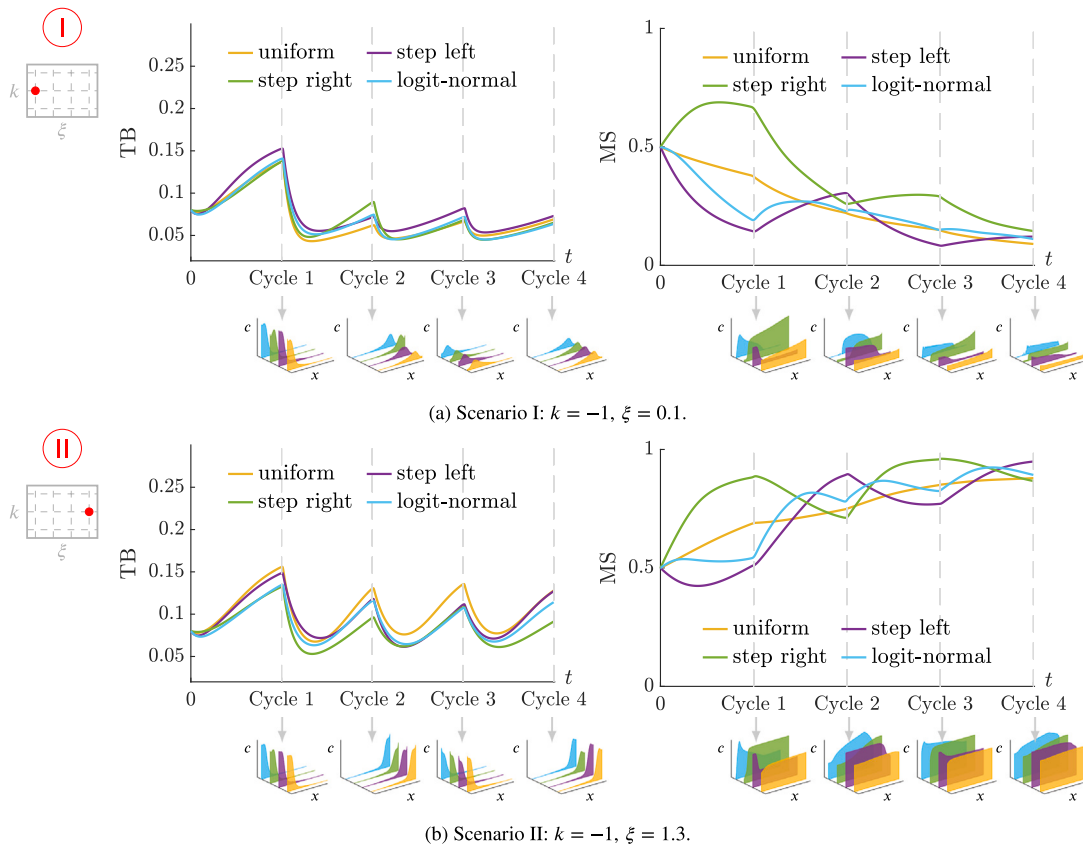 I
k
ξ
TB
0.25
0.2
0.15
0.1
0.05
uniform
step left
step right
logit-normal
0
Cycle 1
Cycle 2
Cycle 3
Cycle 4
t
c
x
c
x
c
x
c
x
MS
1
0.5
0
uniform
step left
step right
logit-normal
0
Cycle 1
Cycle 2
Cycle 3
Cycle 4
t
c
x
c
x
c
x
c
x
(a) Scenario I: k = −1, ξ = 0.1.
II
k
ξ
TB
0.25
0.2
0.15
0.1
0.05
uniform
step left
step right
logit-normal
0
Cycle 1
Cycle 2
Cycle 3
Cycle 4
t
c
x
c
x
c
x
c
x
MS
1
0.5
0
uniform
step left
step right
logit-normal
0
Cycle 1
Cycle 2
Cycle 3
Cycle 4
t
c
x
c
x
c
x
c
x
(b) Scenario II: k = −1, ξ = 1.3.